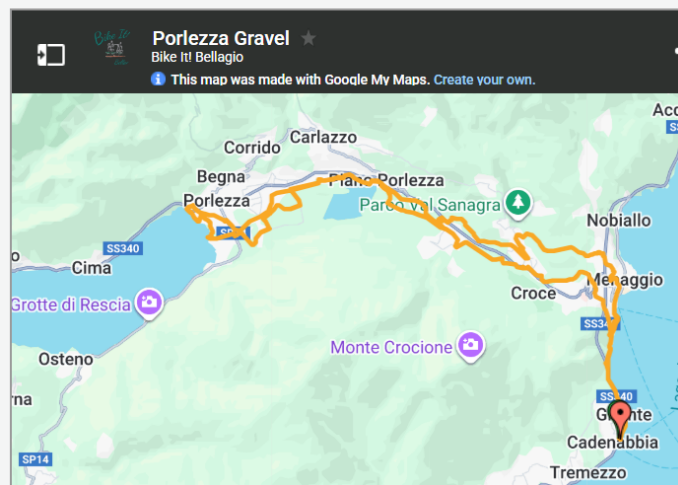 Bike It!
Porlezza Gravel
Bike It! Bellagio
This map was made with Google My Maps. Create your own.
Carlazzo
Corrido
Begna
Piano Porlezza
Porlezza
Parco Val Sanagra
Nobiallo
SS340
Cima
Menaggio
Grotte di Rescia
Croce
Monte Crocione
Osteno
Cadenabbia
SP14
Tremezzo